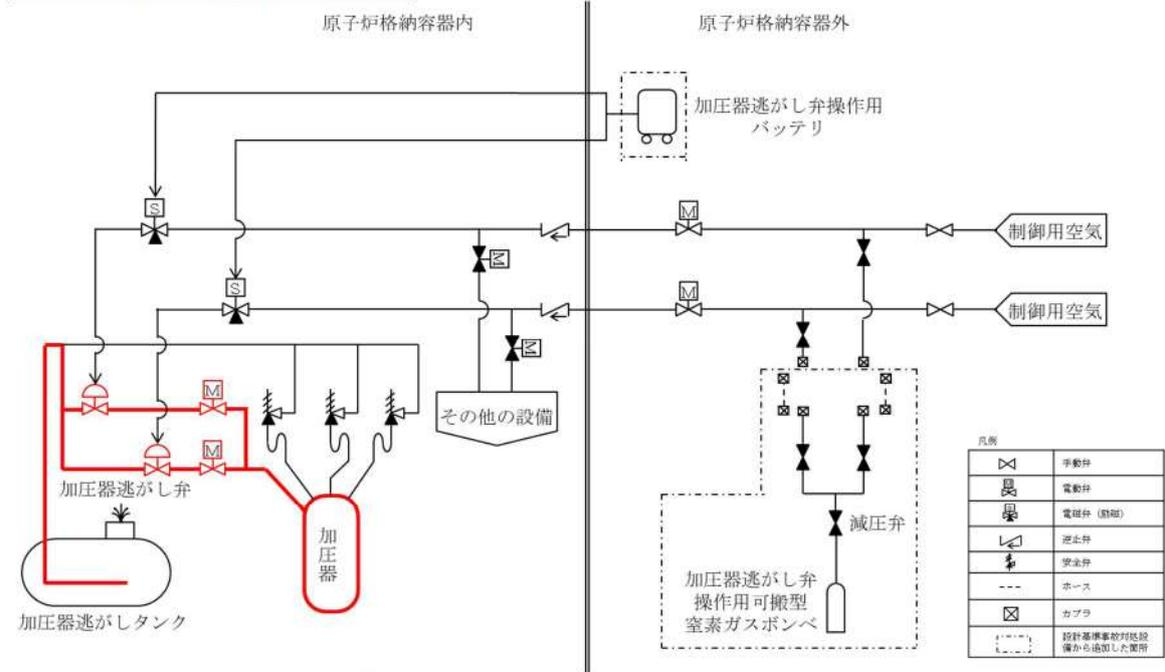 原子炉格納容器内
原子炉格納容器外
加圧器逃がし弁操作用
バッテリ
S
M
制御用空気
M
S
M
制御用空気
M
M
M
その他の設備
加圧器逃がし弁
加圧器
加圧器逃がしタンク
減圧弁
加圧器逃がし弁
操作用可搬型
窒素ガスボンベ
凡例
手動弁
電動弁
電磁弁（励磁）
逆止弁
安全弁
ホース
カプラ
設計基準事故対処設
備から追加した箇所